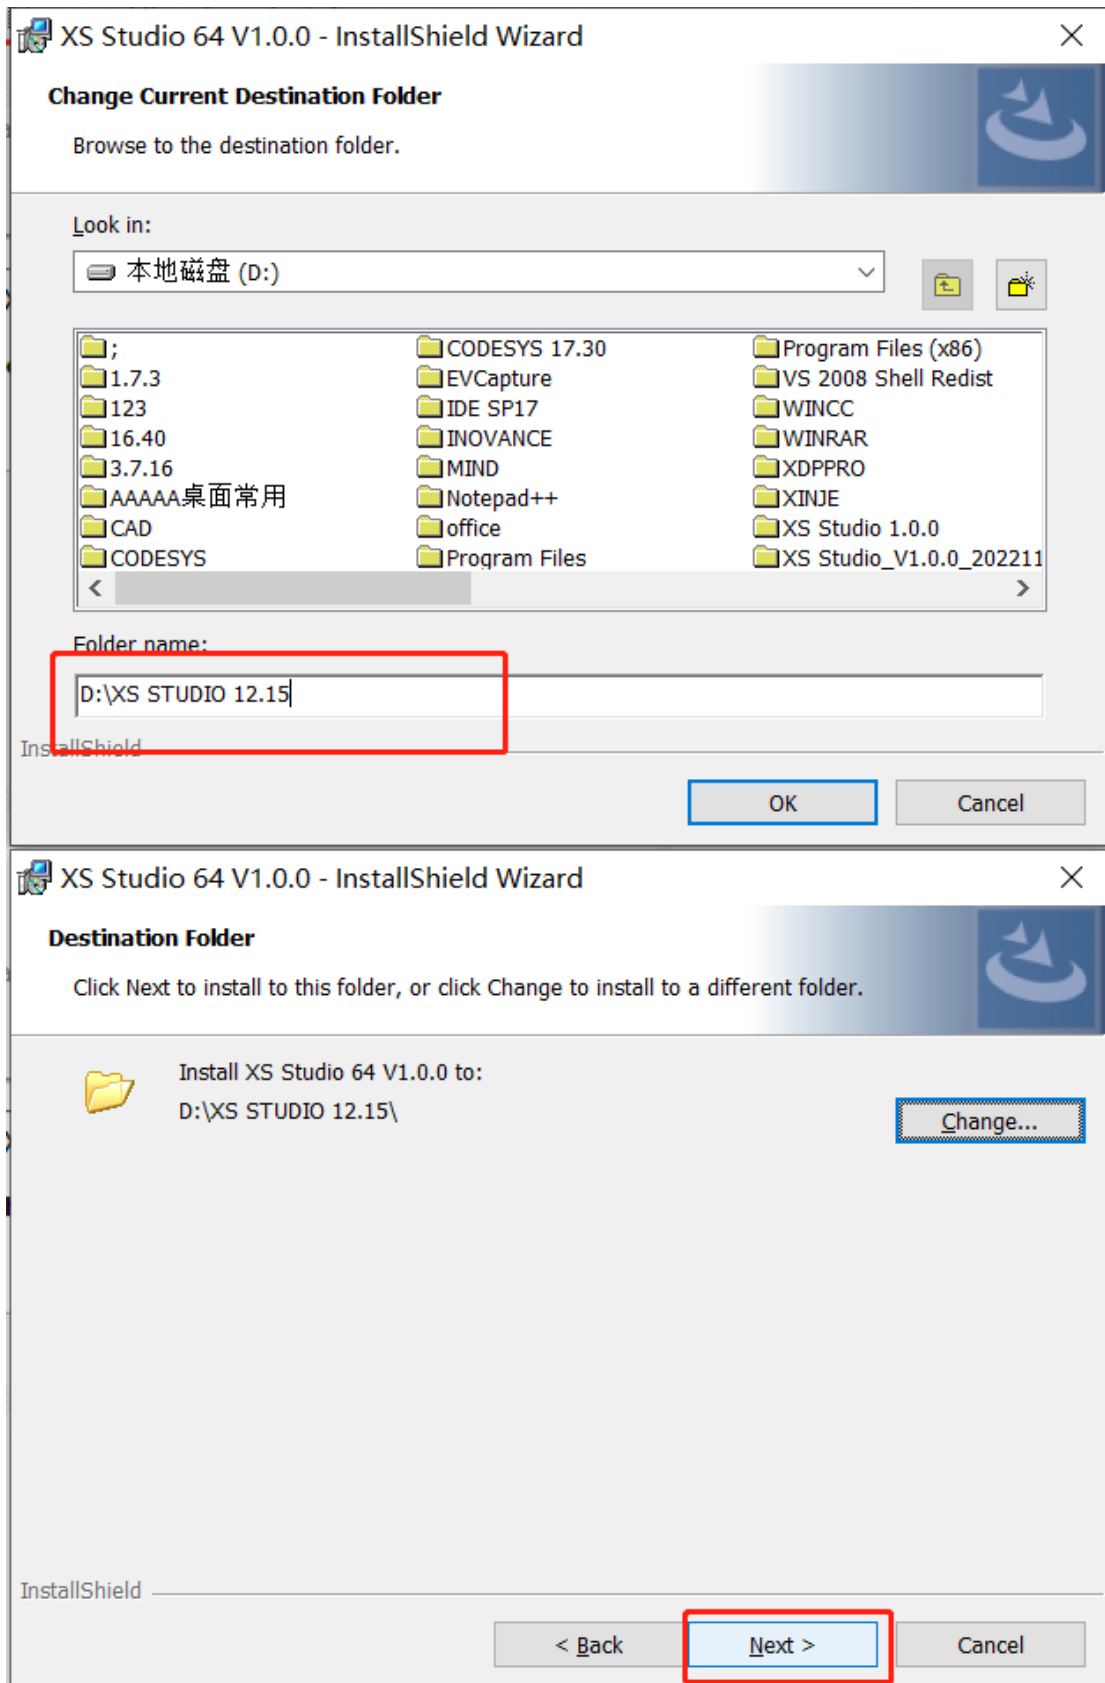 XS Studio 64 V1.0.0 - InstallShield Wizard
Change Current Destination Folder
Browse to the destination folder.
Look in:
本地磁盘 (D:)
; CODESYS 17.30 Program Files (x86)
1.7.3 EVCapture VS 2008 Shell Redist
123 IDE SP17 WINCC
16.40 INOVANCE WINRAR
3.7.16 MIND XDPPRO
AAAAA桌面常用 Notepad++ XINJE
CAD office XS Studio 1.0.0
CODESYS Program Files XS Studio_V1.0.0_202211
Folder name:
D:\XS STUDIO 12.15
InstallShield
OK Cancel
XS Studio 64 V1.0.0 - InstallShield Wizard
Destination Folder
Click Next to install to this folder, or click Change to install to a different folder.
Install XS Studio 64 V1.0.0 to:
D:\XS STUDIO 12.15\
Change...
InstallShield
< Back Next > Cancel